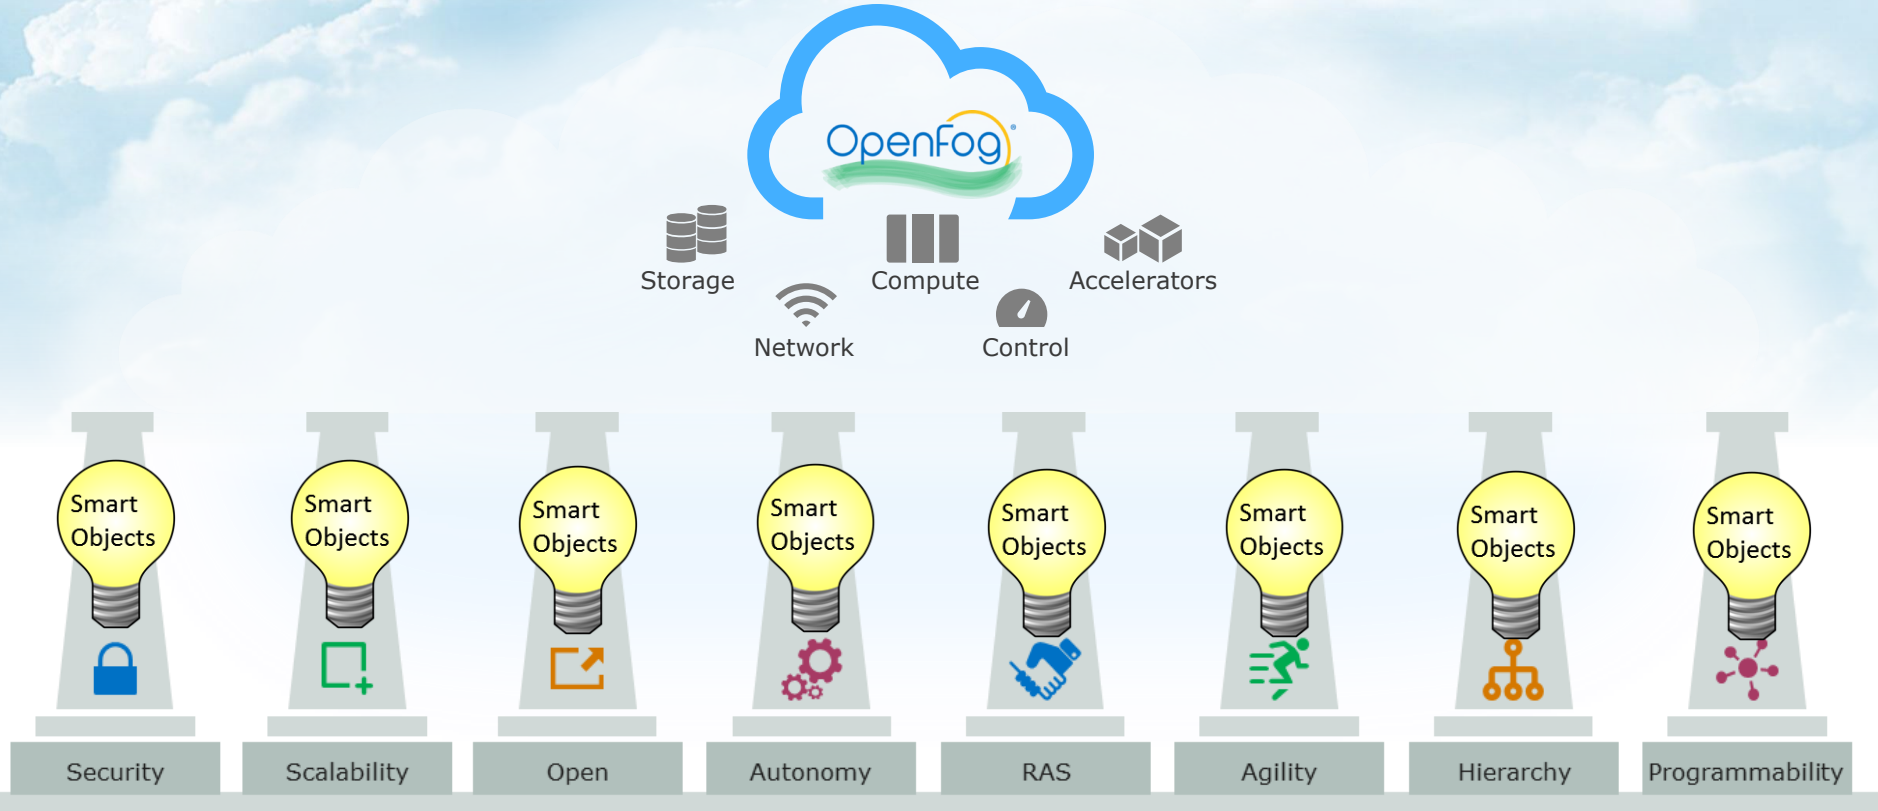 OpenFog®
Storage
Compute
Accelerators
Network
Control
Smart
Objects
Smart
Objects
Smart
Objects
Smart
Objects
Smart
Objects
Smart
Objects
Smart
Objects
Smart
Objects
Security
Scalability
Open
Autonomy
RAS
Agility
Hierarchy
Programmability